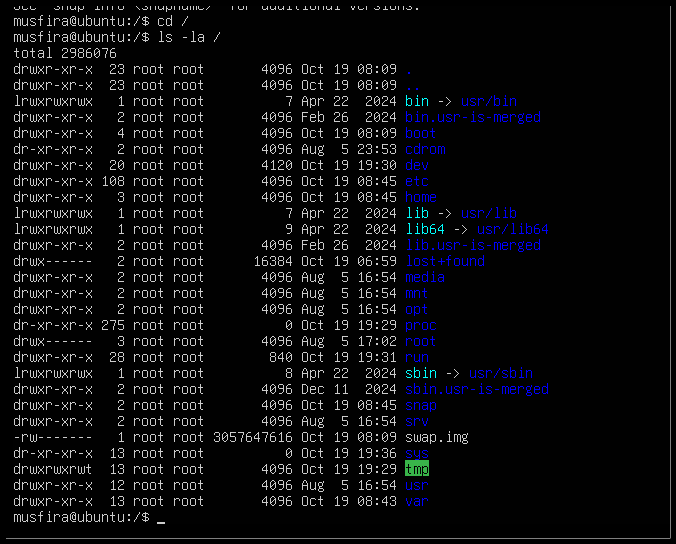 See 'snap info <snapname>' for additional versions.
musfira@ubuntu:/$ cd /
musfira@ubuntu:/$ ls -la /
total 2986076
drwxr-xr-x  23 root root       4096 Oct 19 08:09 .
drwxr-xr-x  23 root root       4096 Oct 19 08:09 ..
lrwxrwxrwx   1 root root          7 Apr 22  2024 bin -> usr/bin
drwxr-xr-x   2 root root       4096 Feb 26  2024 bin.usr-is-merged
drwxr-xr-x   4 root root       4096 Oct 19 08:09 boot
dr-xr-xr-x   2 root root       4096 Aug  5 23:53 cdrom
drwxr-xr-x  20 root root       4120 Oct 19 19:30 dev
drwxr-xr-x 108 root root       4096 Oct 19 08:45 etc
drwxr-xr-x   3 root root       4096 Oct 19 08:45 home
lrwxrwxrwx   1 root root          7 Apr 22  2024 lib -> usr/lib
lrwxrwxrwx   1 root root          9 Apr 22  2024 lib64 -> usr/lib64
drwxr-xr-x   2 root root       4096 Feb 26  2024 lib.usr-is-merged
drwx------   2 root root      16384 Oct 19 06:59 lost+found
drwxr-xr-x   2 root root       4096 Aug  5 16:54 media
drwxr-xr-x   2 root root       4096 Aug  5 16:54 mnt
drwxr-xr-x   2 root root       4096 Aug  5 16:54 opt
dr-xr-xr-x 275 root root          0 Oct 19 19:29 proc
drwx------   3 root root       4096 Aug  5 17:02 root
drwxr-xr-x  28 root root        840 Oct 19 19:31 run
lrwxrwxrwx   1 root root          8 Apr 22  2024 sbin -> usr/sbin
drwxr-xr-x   2 root root       4096 Dec 11  2024 sbin.usr-is-merged
drwxr-xr-x   2 root root       4096 Oct 19 08:45 snap
drwxr-xr-x   2 root root       4096 Aug  5 16:54 srv
-rw-------   1 root root 3057647616 Oct 19 08:09 swap.img
dr-xr-xr-x  13 root root          0 Oct 19 19:36 sys
drwxrwxrwt  13 root root       4096 Oct 19 19:29 tmp
drwxr-xr-x  12 root root       4096 Aug  5 16:54 usr
drwxr-xr-x  13 root root       4096 Oct 19 08:43 var
musfira@ubuntu:/$ _